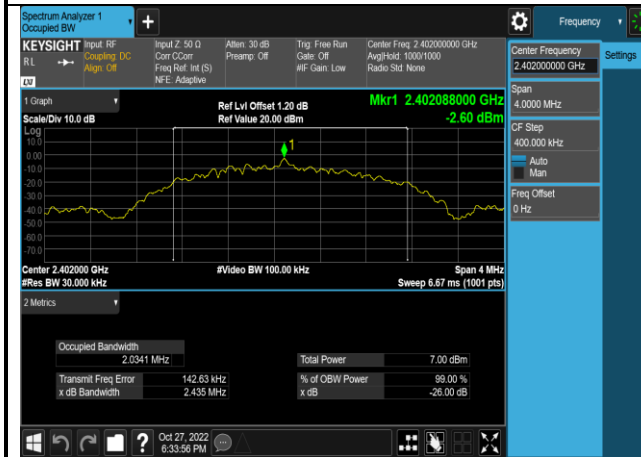 Spectrum Analyzer 1
Occupied BW
+
Frequency
KEYSIGHT
RL
LXI
Input: RF
Coupling: DC
Align: Off
Input Z: 50 Ω
Corr CCorr
Freq Ref: Int (S)
NFE: Adaptive
Atten: 30 dB
Preamp: Off
Trig: Free Run
Gate: Off
#IF Gain: Low
Center Freq: 2.402000000 GHz
Avg|Hold: 1000/1000
Radio Std: None
Center Frequency
2.402000000 GHz
Settings
Span
4.0000 MHz
CF Step
400.000 kHz
Auto
Man
Freq Offset
0 Hz
1 Graph
Scale/Div 10.0 dB
Ref Lvl Offset 1.20 dB
Ref Value 20.00 dBm
Mkr1 2.402088000 GHz
-2.60 dBm
Log
10.0
0.00
-10.0
-20.0
-30.0
-40.0
-50.0
-60.0
-70.0
1
Center 2.402000 GHz
#Res BW 30.000 kHz
#Video BW 100.00 kHz
Span 4 MHz
Sweep 6.67 ms (1001 pts)
2 Metrics
Occupied Bandwidth
2.0341 MHz
Total Power 7.00 dBm
Transmit Freq Error 142.63 kHz
% of OBW Power 99.00 %
x dB Bandwidth 2.435 MHz
x dB -26.00 dB
?
Oct 27, 2022
6:33:56 PM